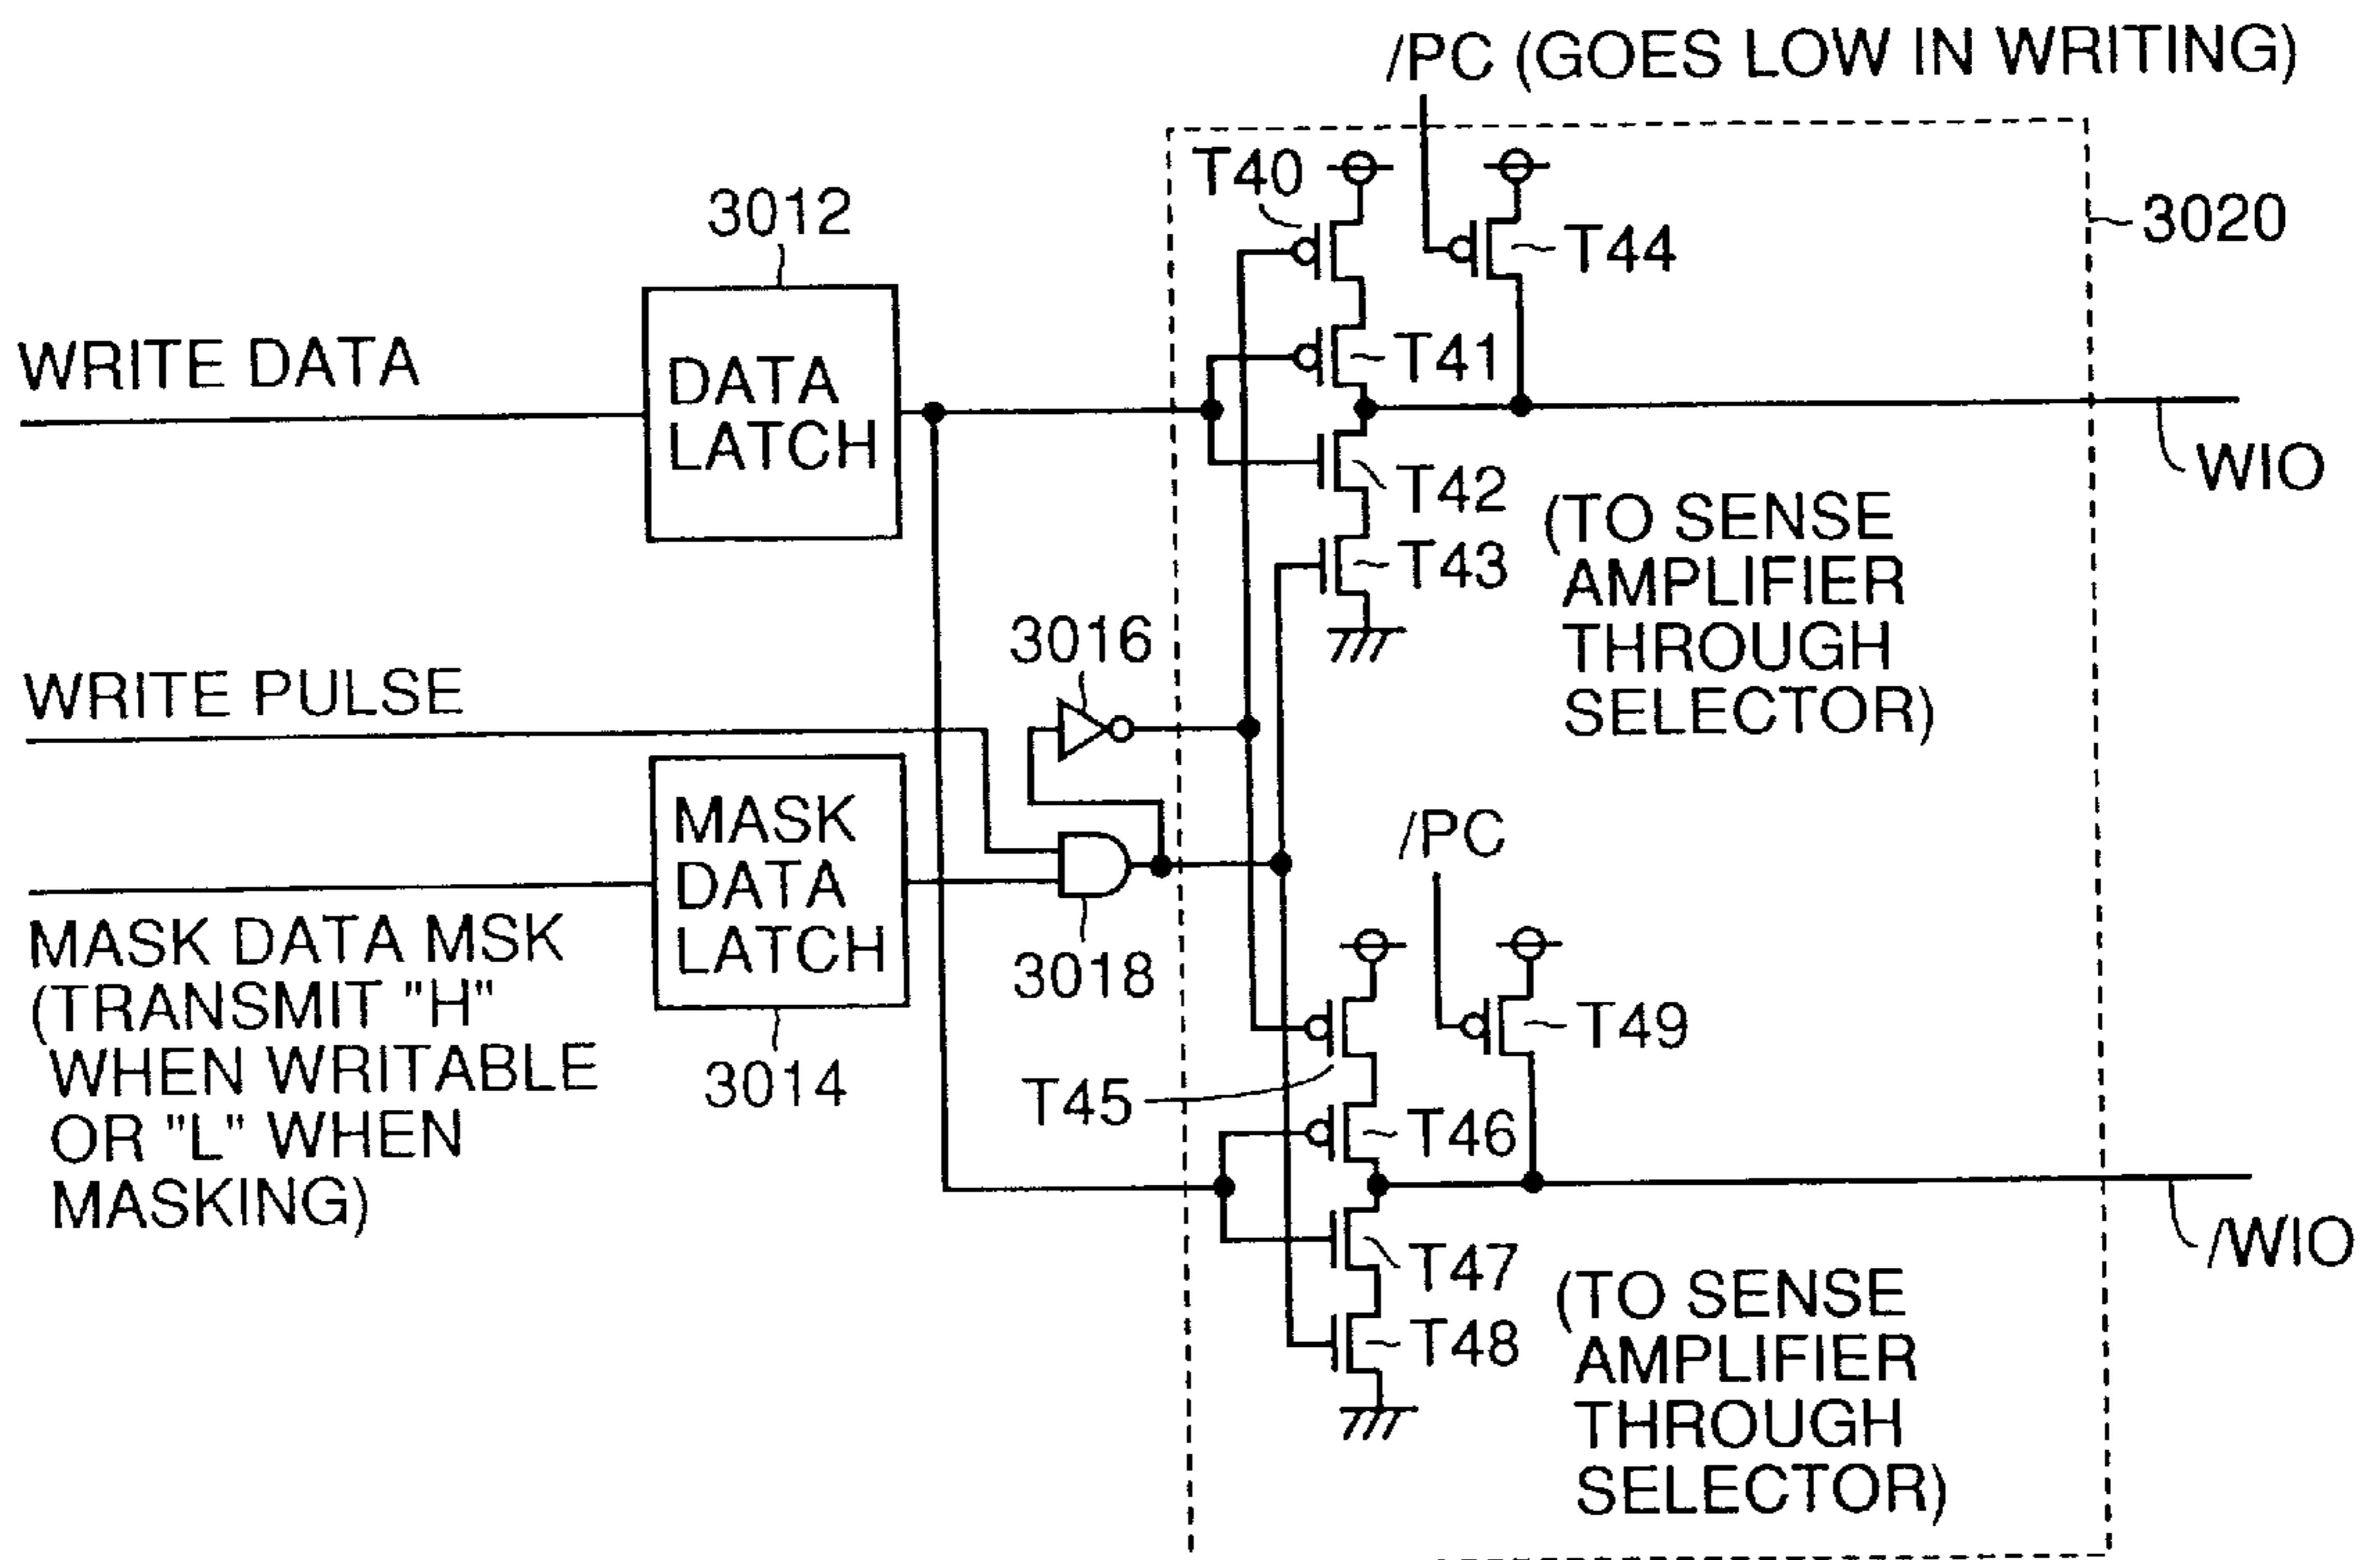 /PC (GOES LOW IN WRITING)
T40
3012
T44
3020
WRITE DATA
DATA
LATCH
T41
WIO
T42
(TO SENSE
AMPLIFIER
THROUGH
SELECTOR)
T43
3016
WRITE PULSE
MASK
DATA
LATCH
/PC
3018
MASK DATA MSK
(TRANSMIT "H"
WHEN WRITABLE
OR "L" WHEN
MASKING)
3014
T49
T45
T46
/WIO
T47
(TO SENSE
AMPLIFIER
THROUGH
SELECTOR)
T48